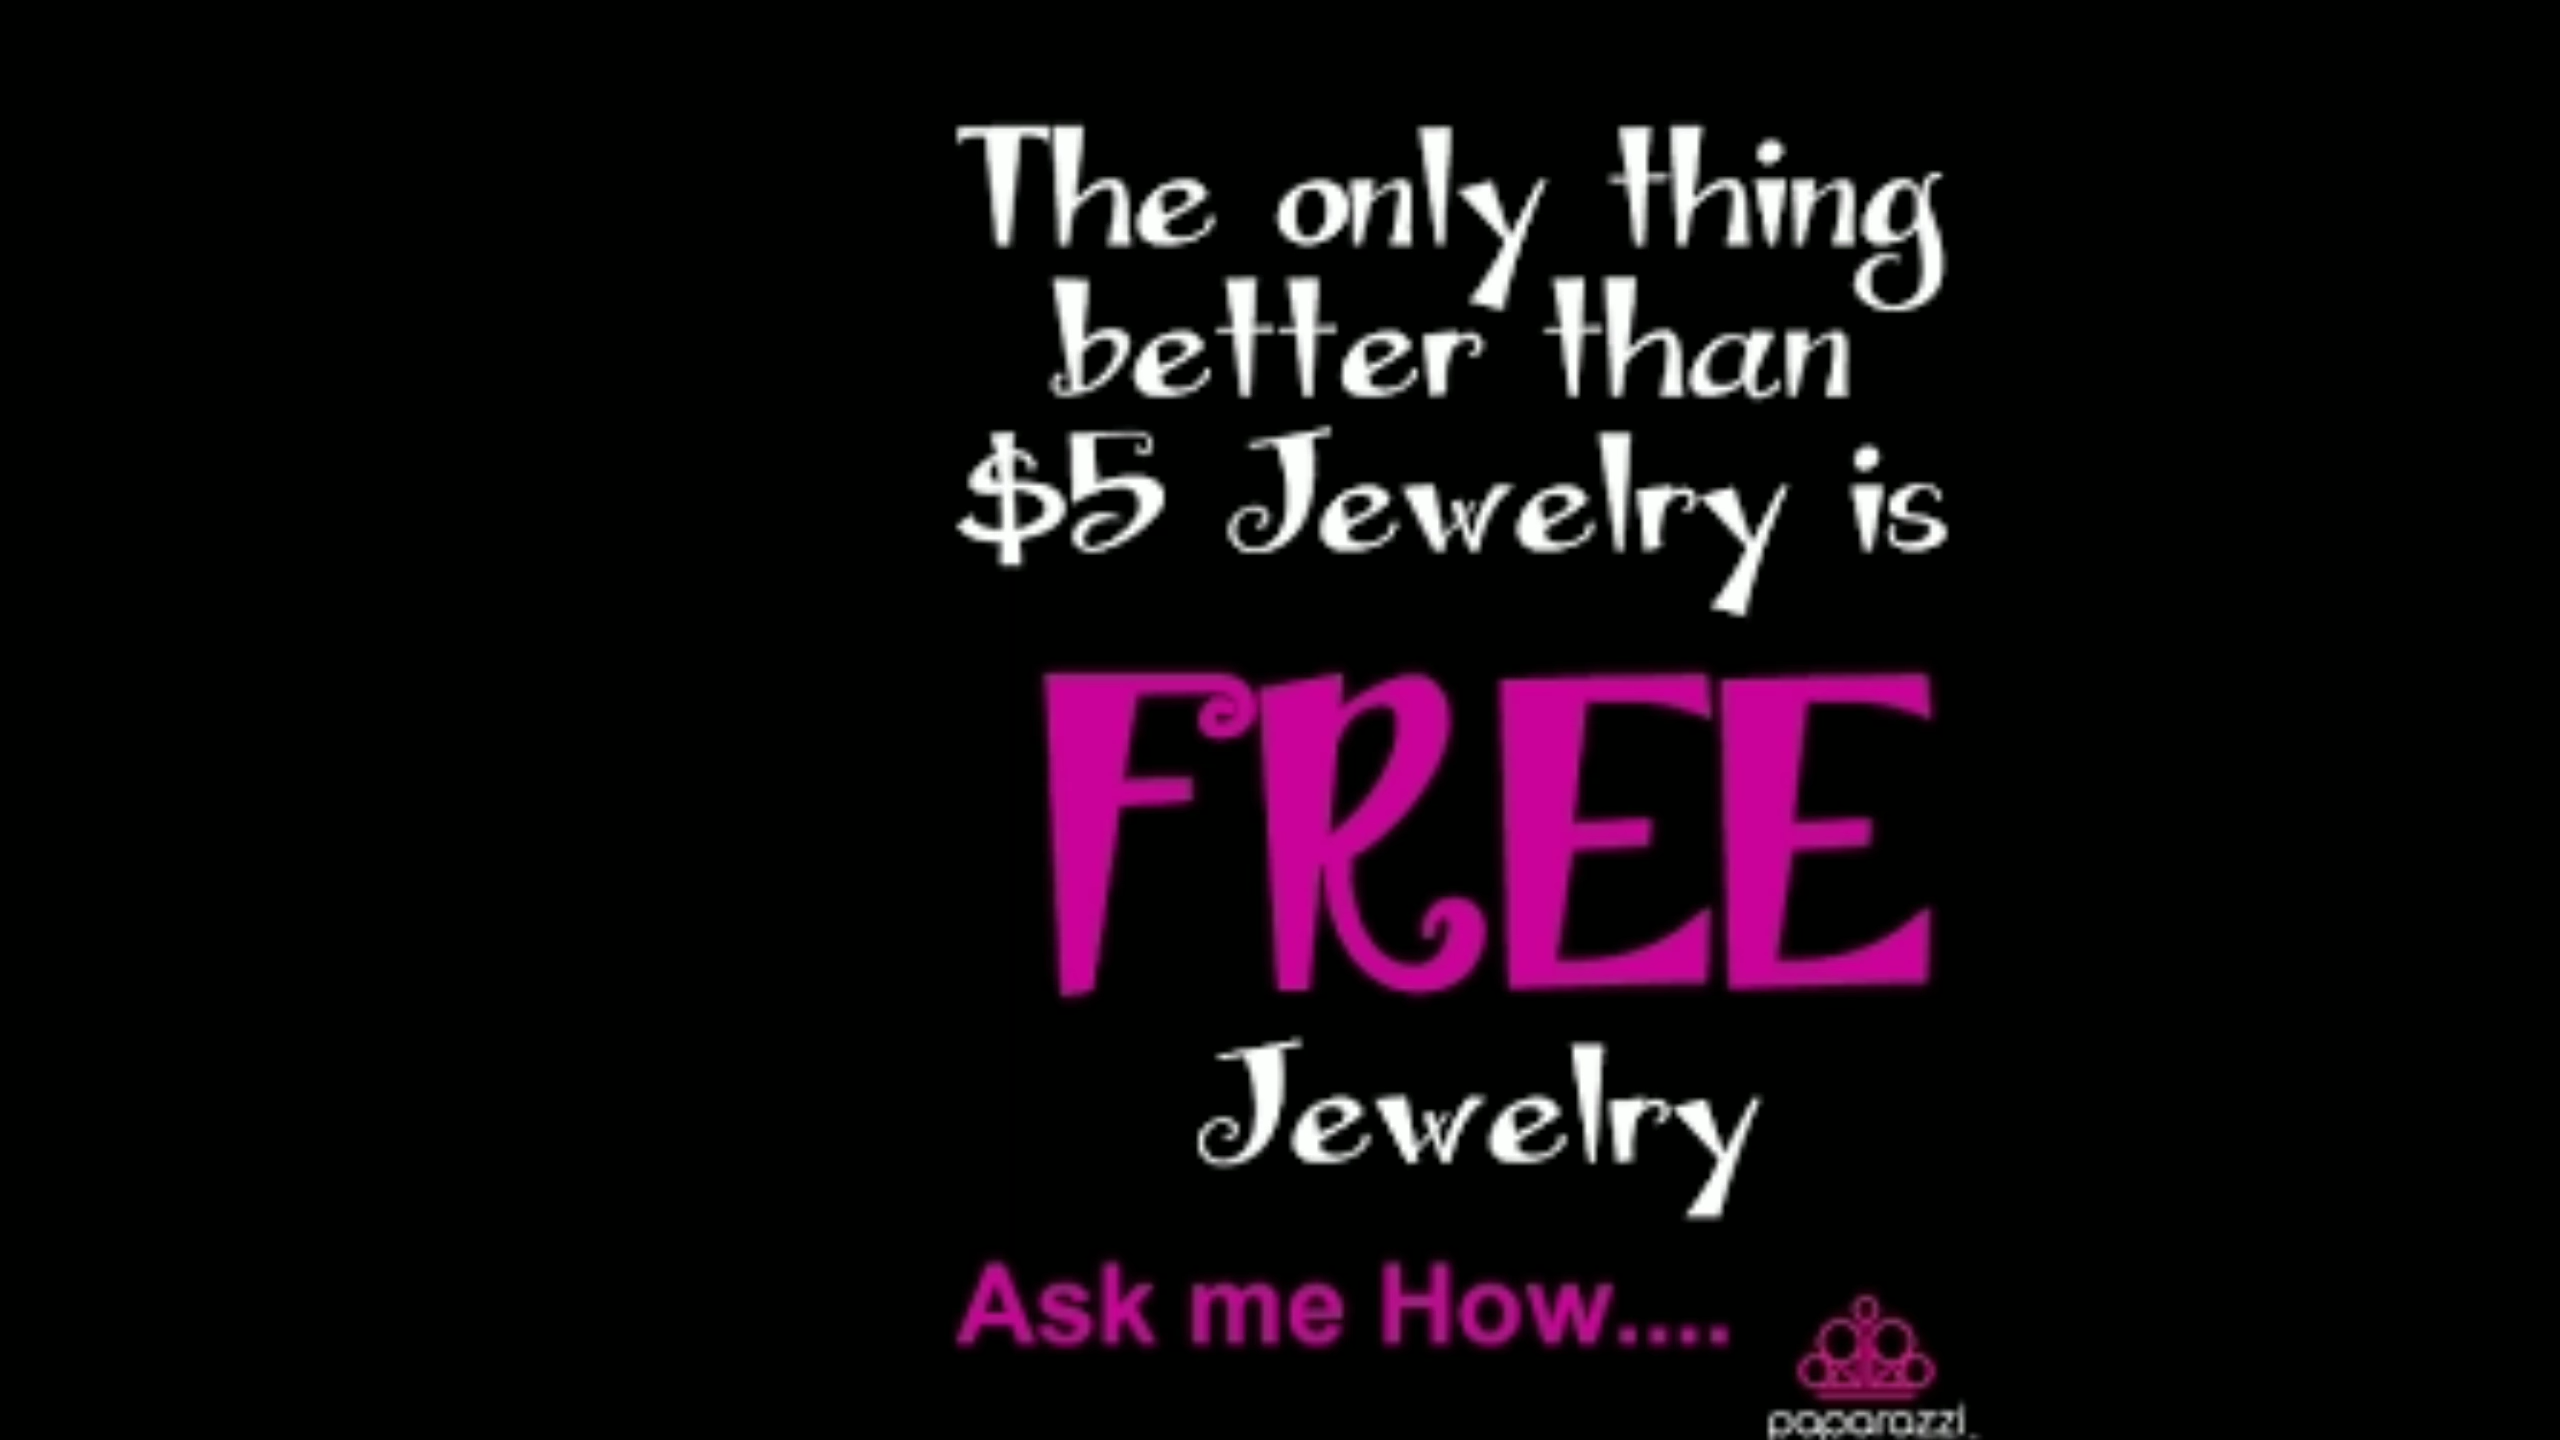 The only thing
better than
$5 Jewelry is
FREE
Jewelry
Ask me How....
paparazzi